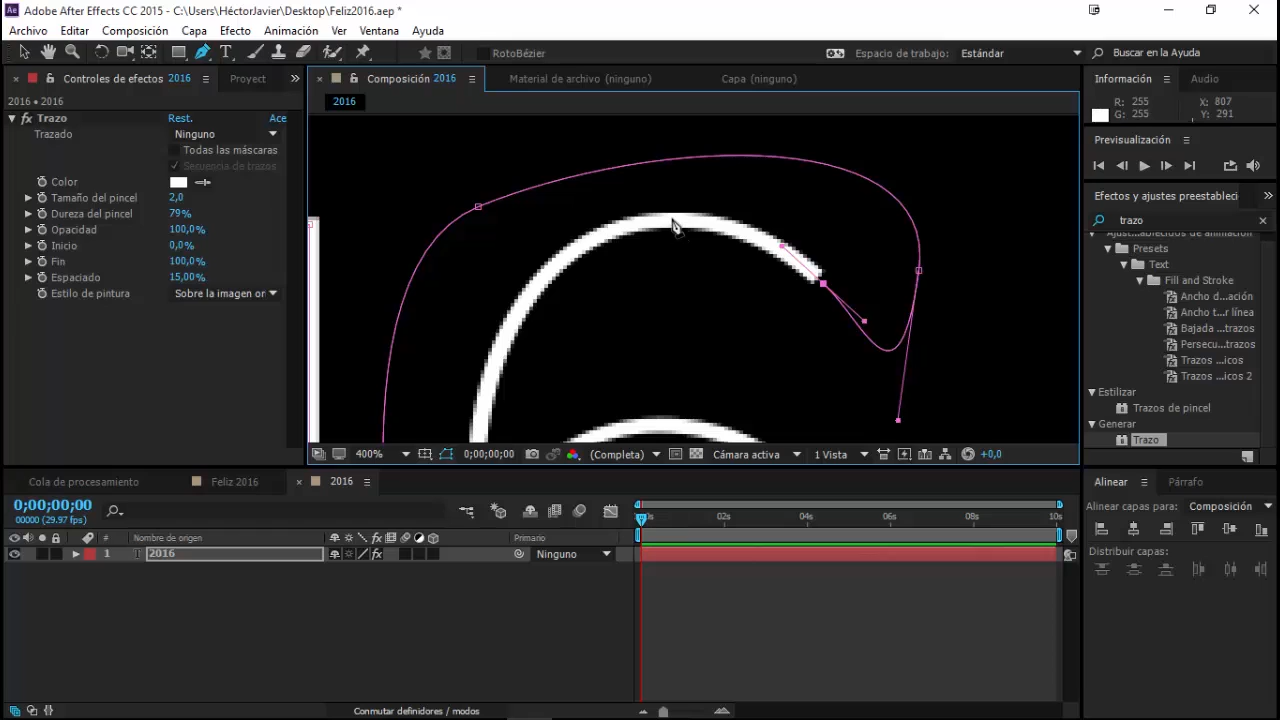 Adobe After Effects CC 2015 - C:\Users\HéctorJavier\Desktop\Feliz2016.aep *
Archivo Editar Composición Capa Efecto Animación Ver Ventana Ayuda
RotoBézier Espacio de trabajo: Estándar Buscar en la Ayuda
Controles de efectos 2016 Project Composición 2016 Material de archivo (ninguno) Capa (ninguno) Información Audio
2016 • 2016
2016
R: 255 X: 807
G: 255 Y: 291
fx Trazo Rest. Ace
Trazado Ninguno
Todas las máscaras
Secuencia de trazos
Color
Tamaño del pincel 2,0
Dureza del pincel 79%
Opacidad 100,0%
Inicio 0,0%
Fin 100,0%
Espaciado 15,00%
Estilo de pintura Sobre la imagen or
Previsualización
Efectos y ajustes preestableci
trazo
Presets
Text
Fill and Stroke
Ancho d...ación
Ancho t...r línea
Bajada ...trazos
Persecu...trazos
Trazos ...icos
Trazos ...icos 2
Estilizar
Trazos de pincel
Generar
Trazo
400% 0;00;00;00 (Completa) Cámara activa 1 Vista +0,0
Cola de procesamiento Feliz 2016 2016
0;00;00;00
00000 (29.97 fps)
0s 02s 04s 06s 08s 10s
# Nombre de origen fx Primario
1 T 2016 fx Ninguno
Conmutar definidores / modos
Alinear Párrafo
Alinear capas para: Composición
Distribuir capas: